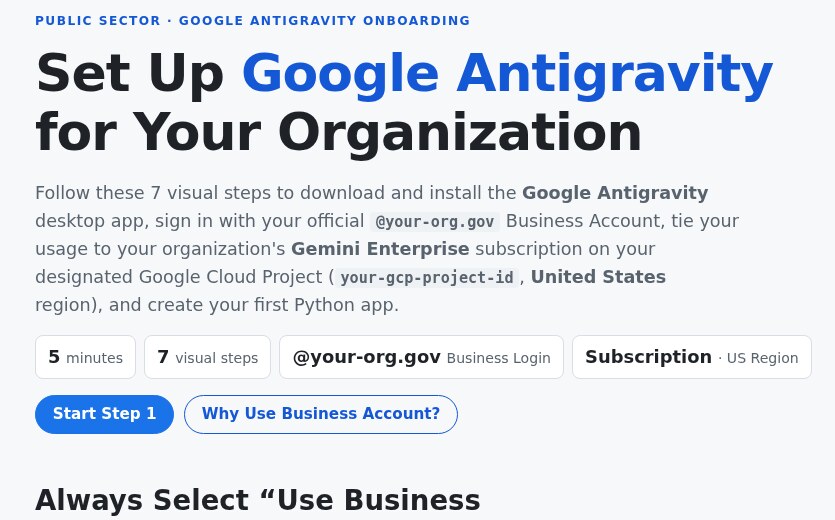 PUBLIC SECTOR · GOOGLE ANTIGRAVITY ONBOARDING
Set Up Google Antigravity
for Your Organization
Follow these 7 visual steps to download and install the Google Antigravity
desktop app, sign in with your official @your-org.gov Business Account, tie your
usage to your organization's Gemini Enterprise subscription on your
designated Google Cloud Project ( your-gcp-project-id , United States
region), and create your first Python app.
5 minutes 7 visual steps @your-org.gov Business Login Subscription · US Region
Start Step 1 Why Use Business Account?
Always Select “Use Business